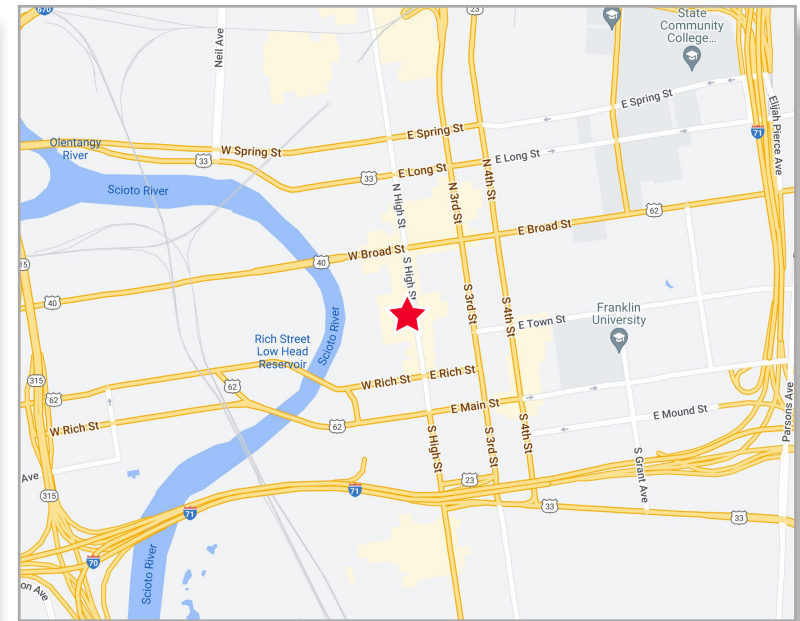 670
23
State
Community
College...
Neil Ave
E Spring St
Elijah Pierce Ave
71
E Spring St
W Spring St
Olentangy
River
33
E Long St
E Long St
33
Scioto River
N High St
N 3rd St
N 4th St
62
E Broad St
W Broad St
40
15
40
S High St
S 3rd St
S 4th St
E Town St
Franklin
University
Scioto River
Rich Street
Low Head
Reservoir
315
62
62
W Rich St
E Rich St
E Main St
62
W Rich St
E Mound St
Parsons Ave
S High St
S 3rd St
S 4th St
S Grant Ave
Ave
315
23
71
33
33
71
70
Scioto River
on Ave